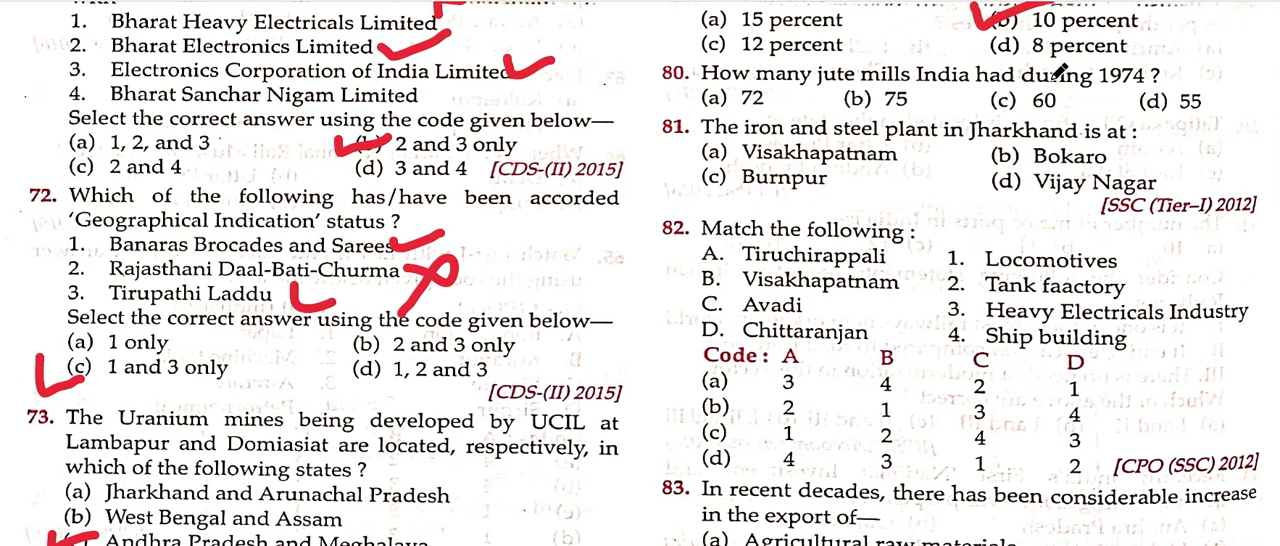 1. Bharat Heavy Electricals Limited
2. Bharat Electronics Limited
3. Electronics Corporation of India Limited
4. Bharat Sanchar Nigam Limited
Select the correct answer using the code given below—
(a) 1, 2, and 3
(b) 2 and 3 only
(c) 2 and 4
(d) 3 and 4 [CDS-(II) 2015]
72. Which of the following has/have been accorded
'Geographical Indication' status ?
1. Banaras Brocades and Sarees
2. Rajasthani Daal-Bati-Churma
3. Tirupathi Laddu
Select the correct answer using the code given below—
(a) 1 only (b) 2 and 3 only
(c) 1 and 3 only (d) 1, 2 and 3
[CDS-(II) 2015]
73. The Uranium mines being developed by UCIL at
Lambapur and Domiasiat are located, respectively, in
which of the following states ?
(a) Jharkhand and Arunachal Pradesh
(b) West Bengal and Assam
Andhra Pradesh and Meghalaya
(a) 15 percent (b) 10 percent
(c) 12 percent (d) 8 percent
80. How many jute mills India had during 1974 ?
(a) 72 (b) 75 (c) 60 (d) 55
81. The iron and steel plant in Jharkhand is at :
(a) Visakhapatnam (b) Bokaro
(c) Burnpur (d) Vijay Nagar
[SSC (Tier–I) 2012]
82. Match the following :
A. Tiruchirappali 1. Locomotives
B. Visakhapatnam 2. Tank faactory
C. Avadi 3. Heavy Electricals Industry
D. Chittaranjan 4. Ship building
Code : A B C D
(a) 3 4 2 1
(b) 2 1 3 4
(c) 1 2 4 3
(d) 4 3 1 2 [CPO (SSC) 2012]
83. In recent decades, there has been considerable increase
in the export of—
(a) Agricultural raw materials